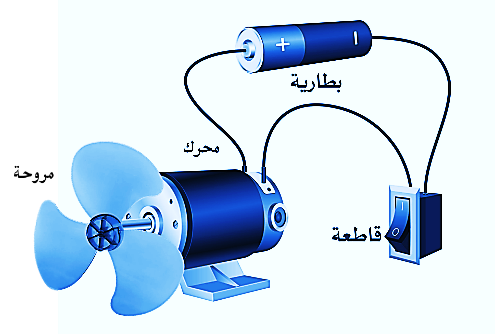 +
بطارية
محرك
مروحة
قاطعة